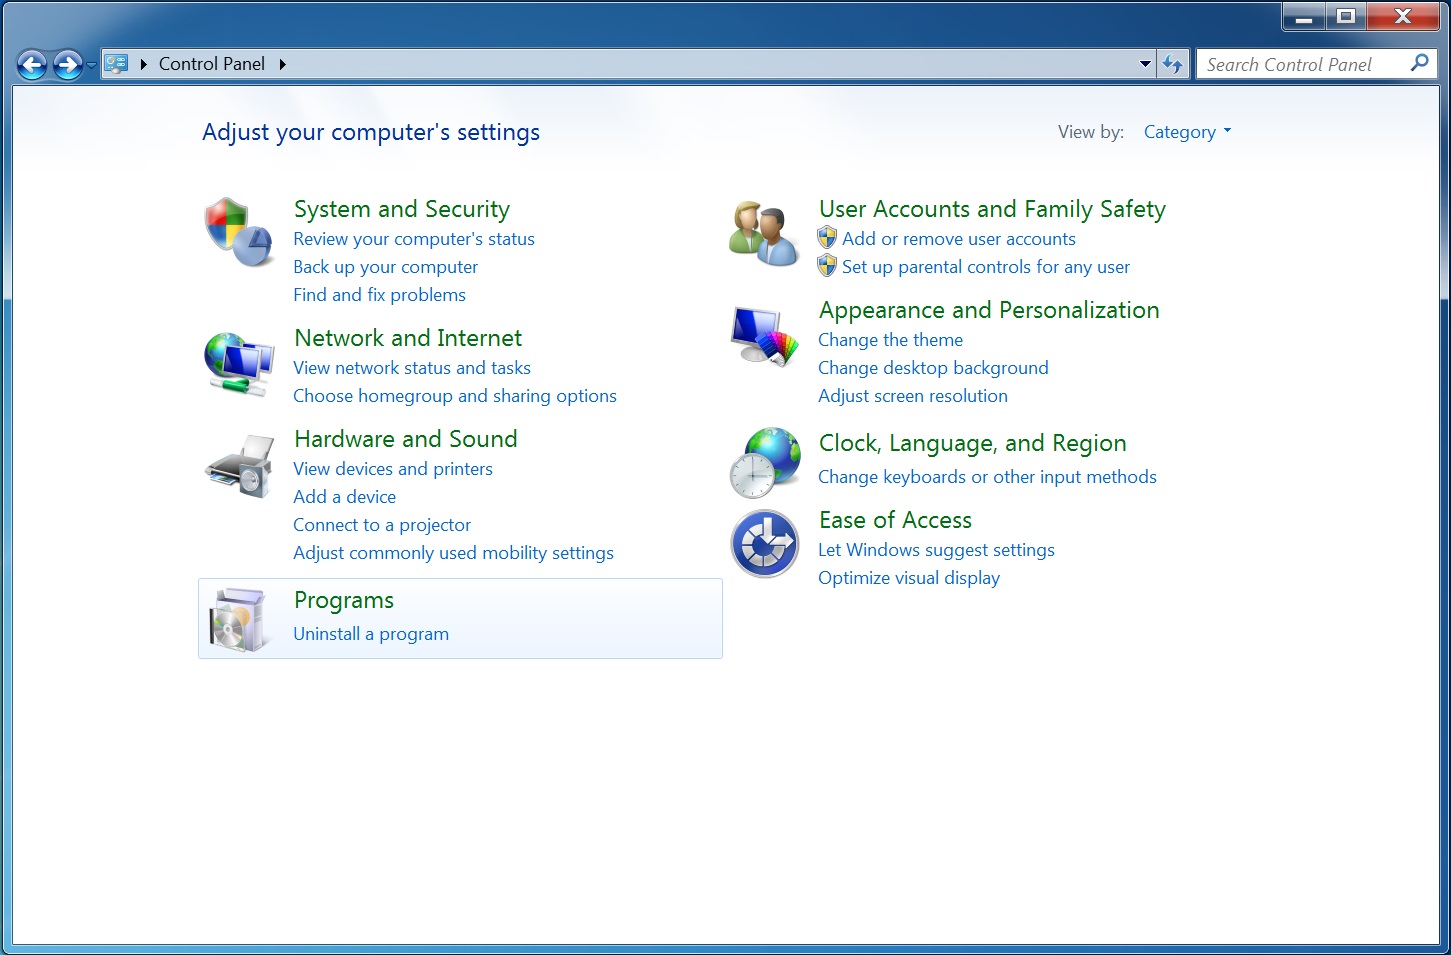 Control Panel
Search Control Panel
Adjust your computer's settings
View by: Category
System and Security
Review your computer's status
Back up your computer
Find and fix problems
Network and Internet
View network status and tasks
Choose homegroup and sharing options
Hardware and Sound
View devices and printers
Add a device
Connect to a projector
Adjust commonly used mobility settings
Programs
Uninstall a program
User Accounts and Family Safety
Add or remove user accounts
Set up parental controls for any user
Appearance and Personalization
Change the theme
Change desktop background
Adjust screen resolution
Clock, Language, and Region
Change keyboards or other input methods
Ease of Access
Let Windows suggest settings
Optimize visual display